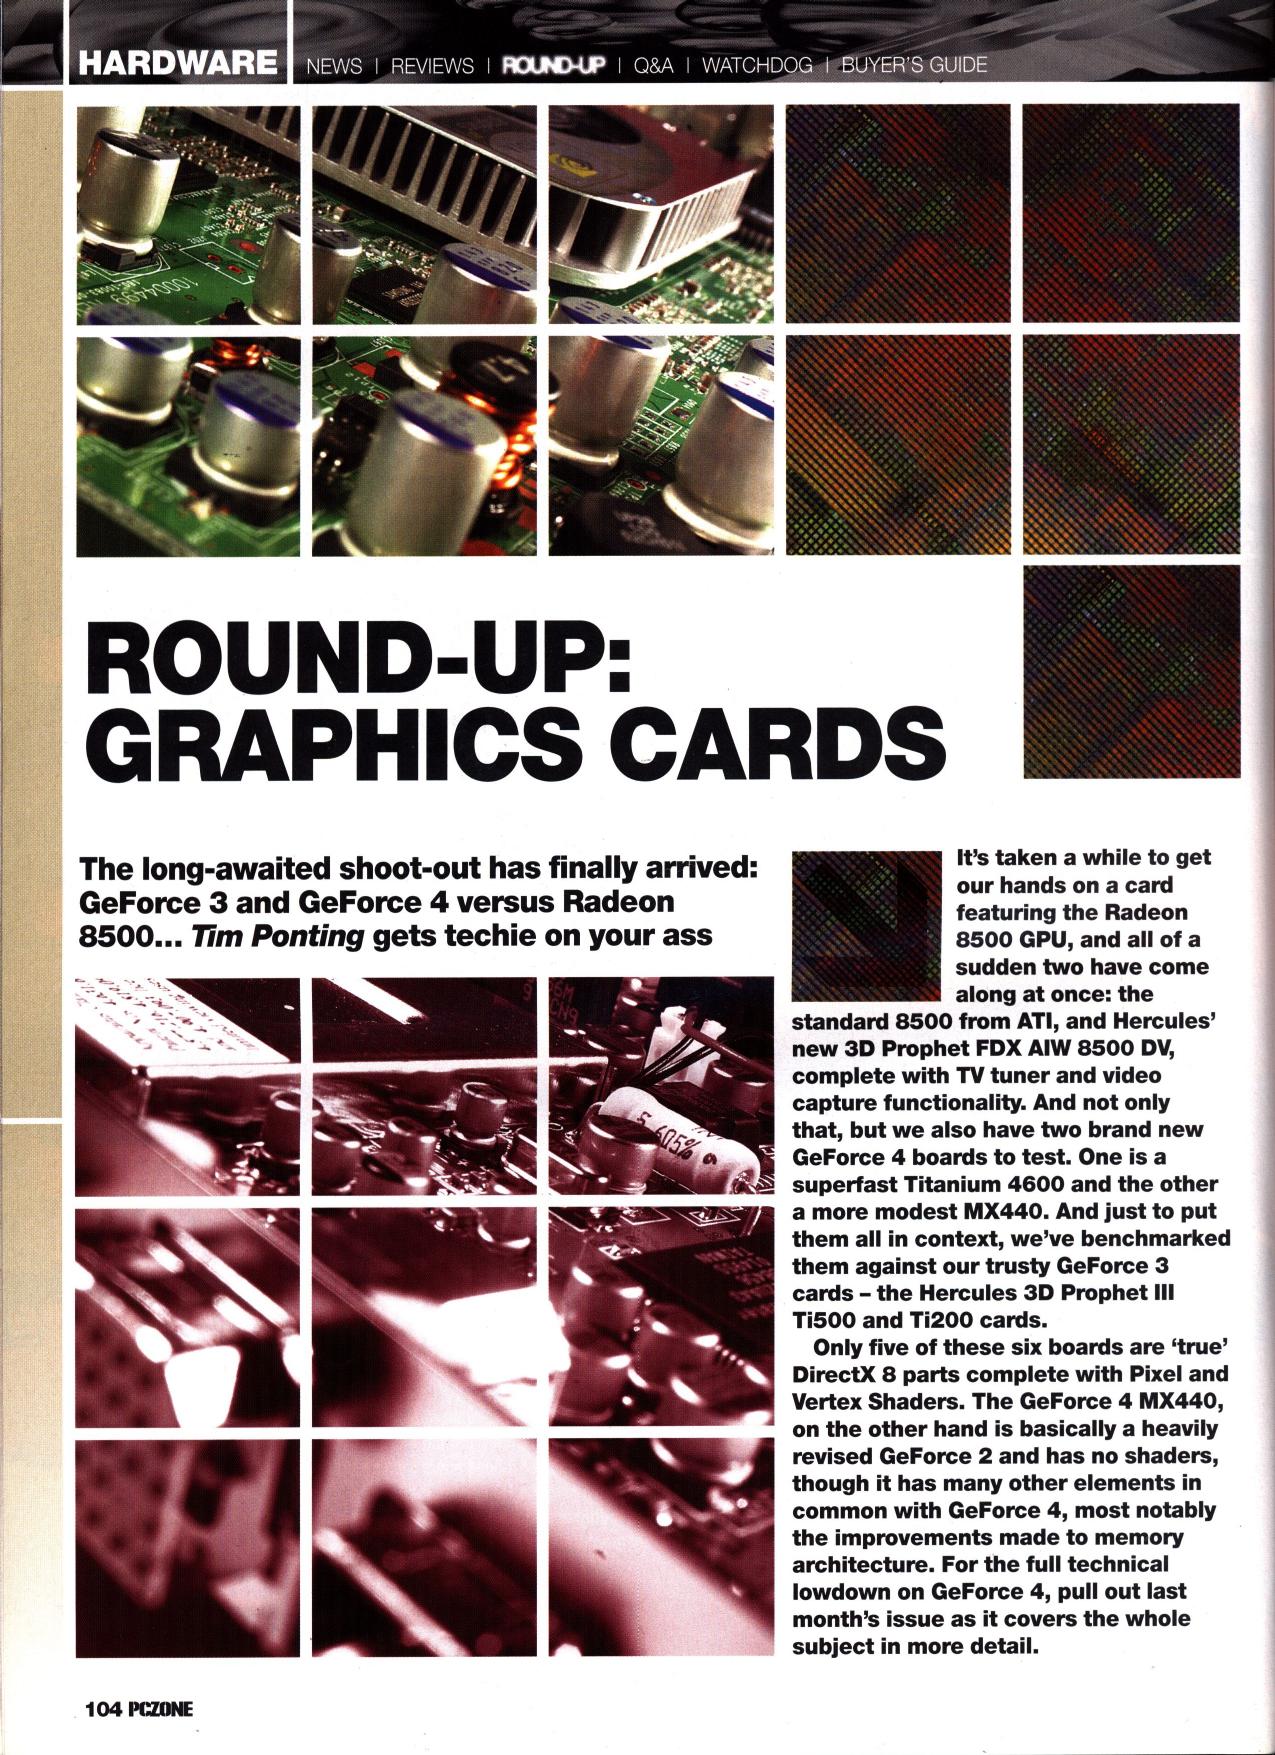 HARDWARE
NEWS | REVIEWS | ROUND-UP | Q&A | WATCHDOG | BUYER'S GUIDE
ROUND-UP:
GRAPHICS CARDS
The long-awaited shoot-out has finally arrived:
GeForce 3 and GeForce 4 versus Radeon
8500... Tim Ponting gets techie on your ass
It's taken a while to get
our hands on a card
featuring the Radeon
8500 GPU, and all of a
sudden two have come
along at once: the
standard 8500 from ATI, and Hercules'
new 3D Prophet FDX AIW 8500 DV,
complete with TV tuner and video
capture functionality. And not only
that, but we also have two brand new
GeForce 4 boards to test. One is a
superfast Titanium 4600 and the other
a more modest MX440. And just to put
them all in context, we've benchmarked
them against our trusty GeForce 3
cards – the Hercules 3D Prophet III
Ti500 and Ti200 cards.
Only five of these six boards are 'true'
DirectX 8 parts complete with Pixel and
Vertex Shaders. The GeForce 4 MX440,
on the other hand is basically a heavily
revised GeForce 2 and has no shaders,
though it has many other elements in
common with GeForce 4, most notably
the improvements made to memory
architecture. For the full technical
lowdown on GeForce 4, pull out last
month's issue as it covers the whole
subject in more detail.
104 PCZONE